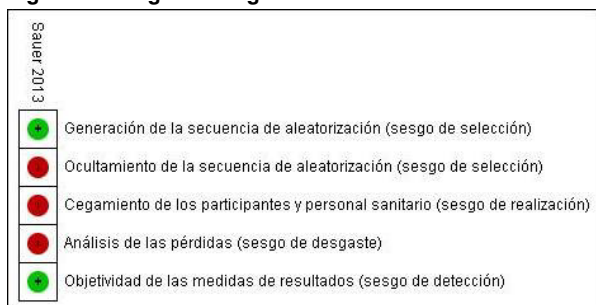 Sauer 2013
Generación de la secuencia de aleatorización (sesgo de selección)
Ocultamiento de la secuencia de aleatorización (sesgo de selección)
Cegamiento de los participantes y personal sanitario (sesgo de realización)
Análisis de las pérdidas (sesgo de desgaste)
Objetividad de las medidas de resultados (sesgo de detección)